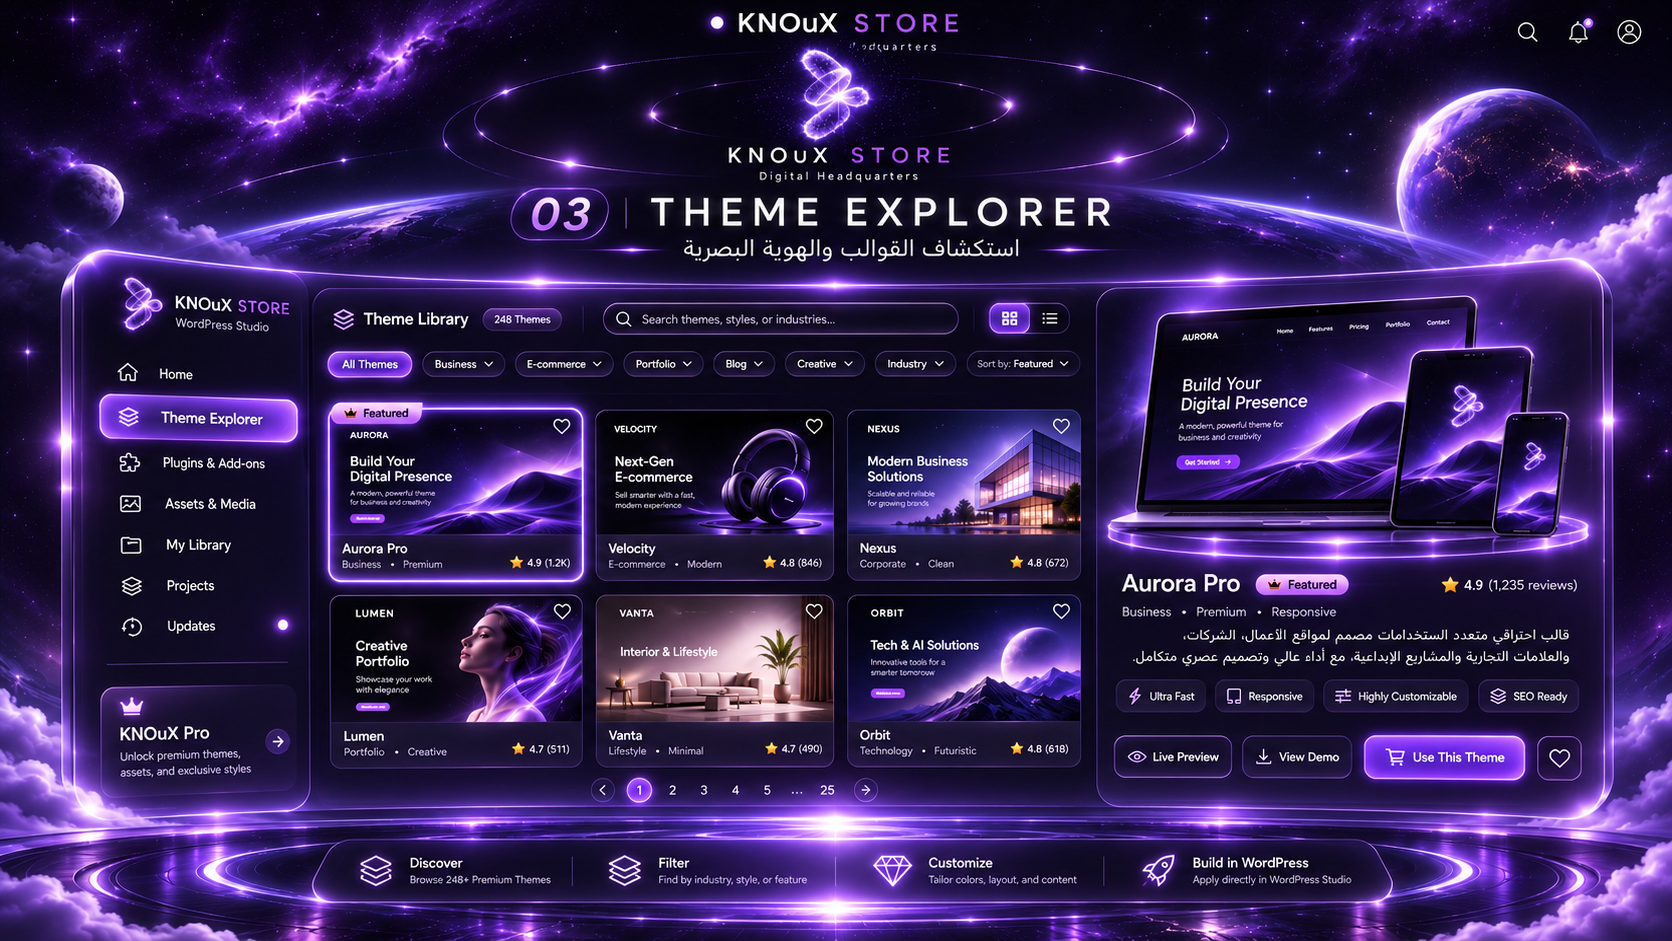 KNOuX STORE
KNOuX STORE
Digital Headquarters
03 THEME EXPLORER
استكشاف القوالب والهوية البصرية
KNOuX STORE
WordPress Studio
Home
Theme Explorer
Plugins & Add-ons
Assets & Media
My Library
Projects
Updates
KNOuX Pro
Unlock premium themes,
assets, and exclusive styles
Theme Library
248 Themes
Search themes, styles, or industries...
All Themes
Business
E-commerce
Portfolio
Blog
Creative
Industry
Sort by: Featured
Featured
AURORA
Build Your
Digital Presence
A modern, powerful theme
for business and creativity
Aurora Pro
Business • Premium
4.9 (1.2K)
VELOCITY
Next-Gen
E-commerce
Sell smarter with a fast,
modern experience
Velocity
E-commerce • Modern
4.8 (846)
NEXUS
Modern Business
Solutions
Scalable and reliable
for growing brands
Nexus
Corporate • Clean
4.8 (672)
LUMEN
Creative
Portfolio
Showcase your work
with elegance
Lumen
Portfolio • Creative
4.7 (511)
VANTA
Interior & Lifestyle
Vanta
Lifestyle • Minimal
4.7 (490)
ORBIT
Tech & AI Solutions
Innovative tools for a
smarter tomorrow
Orbit
Technology • Futuristic
4.8 (618)
1 2 3 4 5 ... 25
AURORA
Home Features Pricing Portfolio Contact
Build Your
Digital Presence
A modern, powerful theme for
business and creativity
Get Started
Aurora Pro
Featured
4.9 (1,235 reviews)
Business • Premium • Responsive
قالب احترافي متعدد الستخدامات مصمم لمواقع الأعمال، الشركات،
والعلامات التجارية والمشاريع الإبداعية، مع أداء عالي وتصميم عصري متكامل.
Ultra Fast
Responsive
Highly Customizable
SEO Ready
Live Preview
View Demo
Use This Theme
Discover
Browse 248+ Premium Themes
Filter
Find by industry, style, or feature
Customize
Tailor colors, layout, and content
Build in WordPress
Apply directly in WordPress Studio